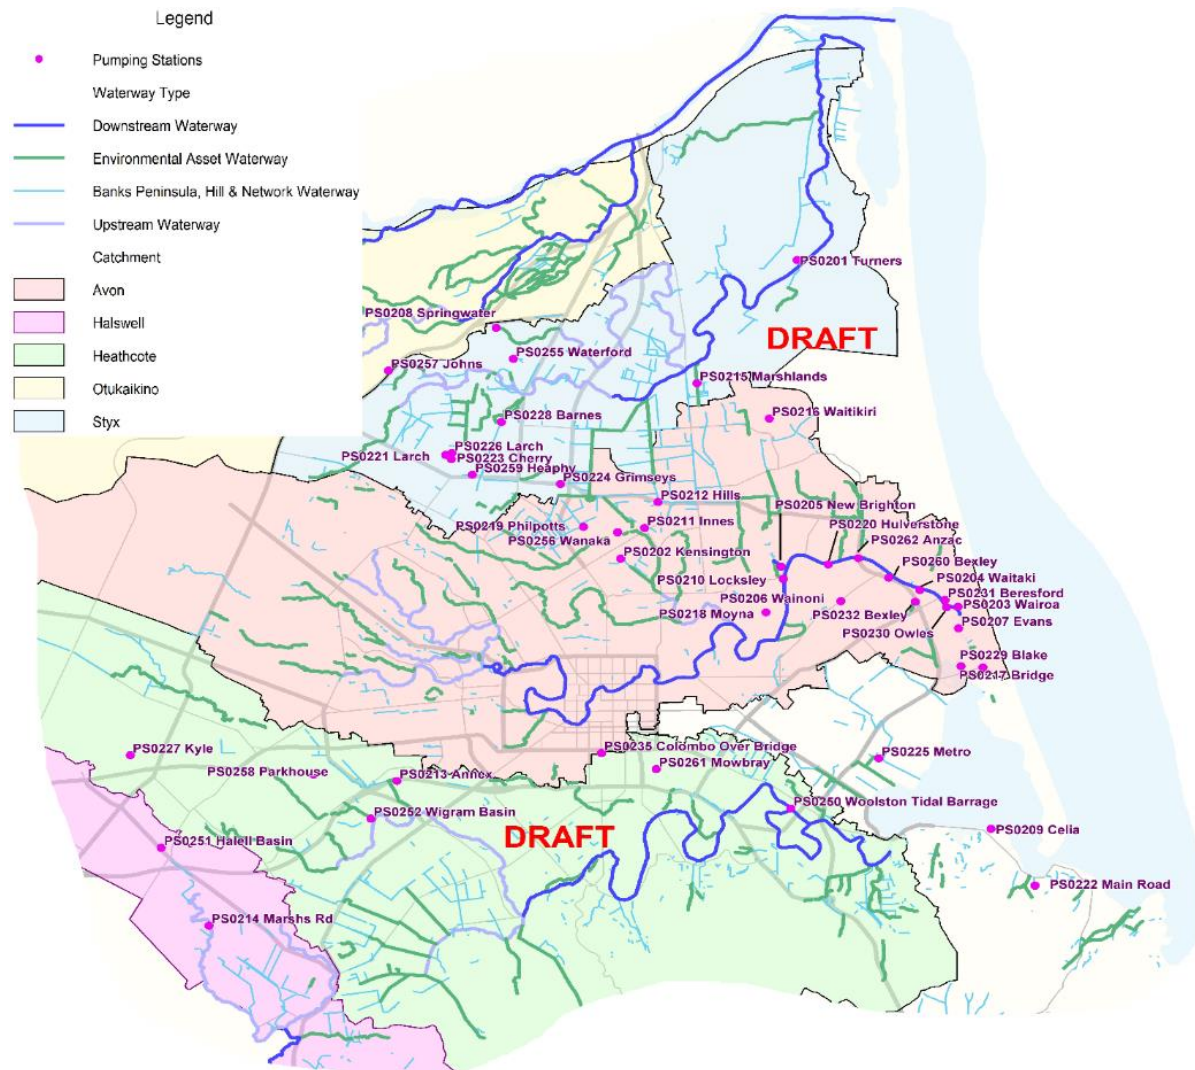 Legend
Pumping Stations
Waterway Type
Downstream Waterway
Environmental Asset Waterway
Banks Peninsula, Hill & Network Waterway
Upstream Waterway
Catchment
Avon
Halswell
Heathcote
Otukaikino
Styx
PS0201 Turners
PS0208 Springwater
DRAFT
PS0255 Waterford
PS0257 Johns
PS0215 Marshlands
PS0216 Waitikiri
PS0228 Barnes
PS0226 Larch
PS0221 Larch
PS0223 Cherry
PS0259 Heaphy
PS0224 Grimseys
PS0212 Hills
PS0205 New Brighton
PS0220 Hulverstone
PS0219 Philpotts
PS0211 Innes
PS0256 Wanaka
PS0262 Anzac
PS0202 Kensington
PS0260 Bexley
PS0210 Locksley
PS0204 Waitaki
PS0206 Wainoni
PS0231 Beresford
PS0203 Wairoa
PS0218 Moyna
PS0232 Bexley
PS0207 Evans
PS0230 Owles
PS0229 Blake
PS0217 Bridge
PS0227 Kyle
PS0235 Colombo Over Bridge
PS0225 Metro
PS0261 Mowbray
PS0258 Parkhouse
PS0213 Annex
PS0250 Woolston Tidal Barrage
PS0252 Wigram Basin
PS0209 Celia
DRAFT
PS0251 Halell Basin
PS0222 Main Road
PS0214 Marshs Rd